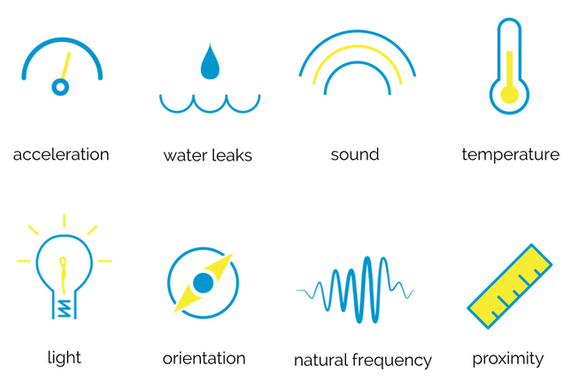 acceleration
water leaks
sound
temperature
light
orientation
natural frequency
proximity